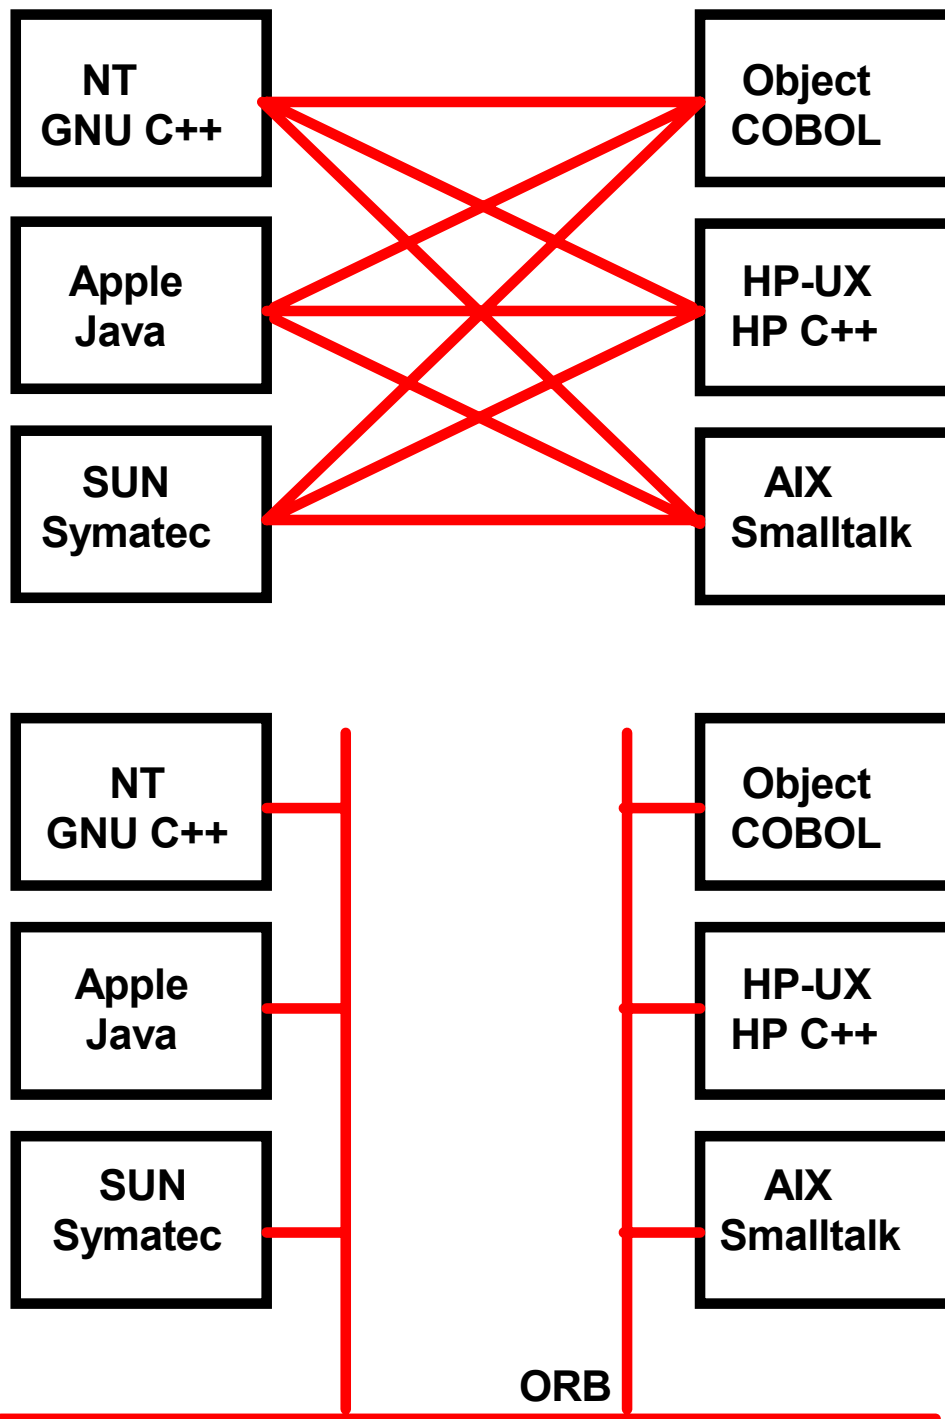 NT
GNU C++
Object
COBOL
Apple
Java
HP-UX
HP C++
SUN
Symatec
AIX
Smalltalk
NT
GNU C++
Object
COBOL
Apple
Java
HP-UX
HP C++
SUN
Symatec
AIX
Smalltalk
ORB